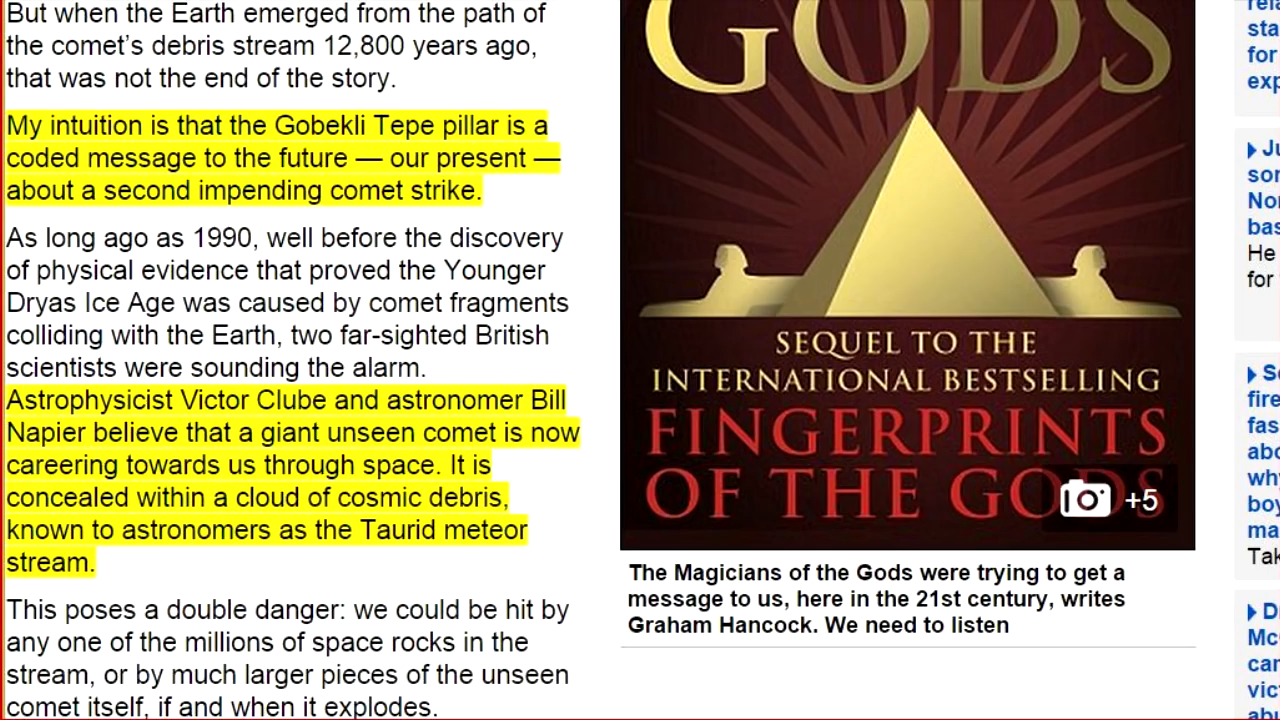 But when the Earth emerged from the path of
the comet’s debris stream 12,800 years ago,
that was not the end of the story.
My intuition is that the Gobekli Tepe pillar is a
coded message to the future — our present —
about a second impending comet strike.
As long ago as 1990, well before the discovery
of physical evidence that proved the Younger
Dryas Ice Age was caused by comet fragments
colliding with the Earth, two far-sighted British
scientists were sounding the alarm.
Astrophysicist Victor Clube and astronomer Bill
Napier believe that a giant unseen comet is now
careering towards us through space. It is
concealed within a cloud of cosmic debris,
known to astronomers as the Taurid meteor
stream.
This poses a double danger: we could be hit by
any one of the millions of space rocks in the
stream, or by much larger pieces of the unseen
comet itself, if and when it explodes.
GODS
SEQUEL TO THE
INTERNATIONAL BESTSELLING
FINGERPRINTS
OF THE GODS
+5
The Magicians of the Gods were trying to get a
message to us, here in the 21st century, writes
Graham Hancock. We need to listen
for
He
for